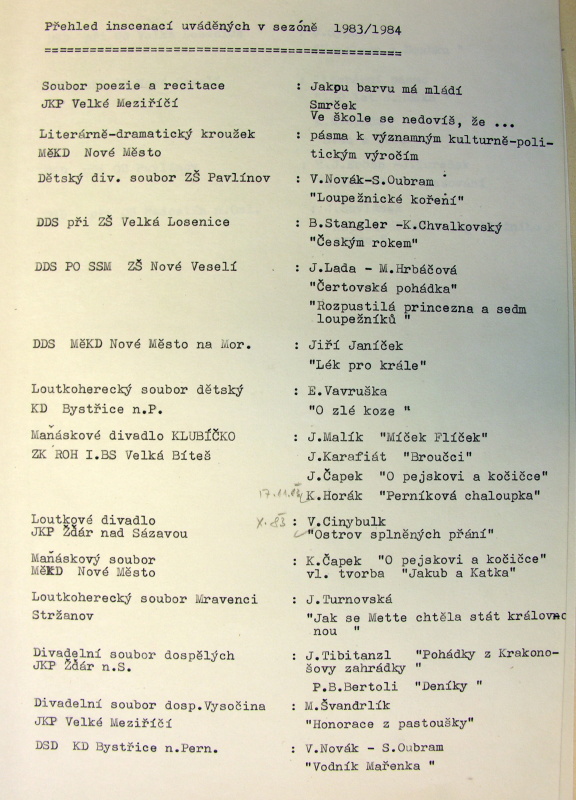 Přehled inscenací uváděných v sezóně 1983/1984
================================================
Soubor poezie a recitace : Jakpu barvu má mládí
JKP Velké Meziříčí Smrček
Ve škole se nedovíš, že ...
Literárně-dramatický kroužek : pásma k významným kulturně-poli-
MěKD Nové Město tickým výročím
Dětský div. soubor ZŠ Pavlínov : V.Novák-S.Oubram
"Loupežnické koření"
DDS při ZŠ Velká Losenice : B.Stangler -K.Chvalkovský
"Českým rokem"
DDS PO SSM ZŠ Nové Veselí : J.Lada - M.Hrbáčová
"Čertovská pohádka"
"Rozpustilá princezna a sedm
loupežníků "
DDS MěKD Nové Město na Mor. : Jiří Janíček
"Lék pro krále"
Loutkoherecký soubor dětský : E.Vavruška
KD Bystřice n.P. "O zlé koze "
Maňáskové divadlo KLUBÍČKO : J.Malík "Míček Flíček"
ZK ROH I.BS Velká Bíteš J.Karafiát "Broučci"
J.Čapek "O pejskovi a kočičce"
K.Horák "Perníková chaloupka"
Loutkové divadlo X.83 : V.Cinybulk
JKP Žďár nad Sázavou "Ostrov splněných přání"
Maňáskový soubor : K.Čapek "O pejskovi a kočičce"
MěKD Nové Město vl. tvorba "Jakub a Katka"
Loutkoherecký soubor Mravenci : J.Turnovská
Stržanov "Jak se Mette chtěla stát královnc
nou "
Divadelní soubor dospělých : J.Tibitanzl "Pohádky z Krakono-
JKP Žďár n.S. šovy zahrádky "
P.B.Bertoli "Deníky "
Divadelní soubor dosp.Vysočina : M.Švandrlík
JKP Velké Meziříčí "Honorace z pastoušky"
DSD KD Bystřice n.Pern. : V.Novák - S.Oubram
"Vodník Mařenka "